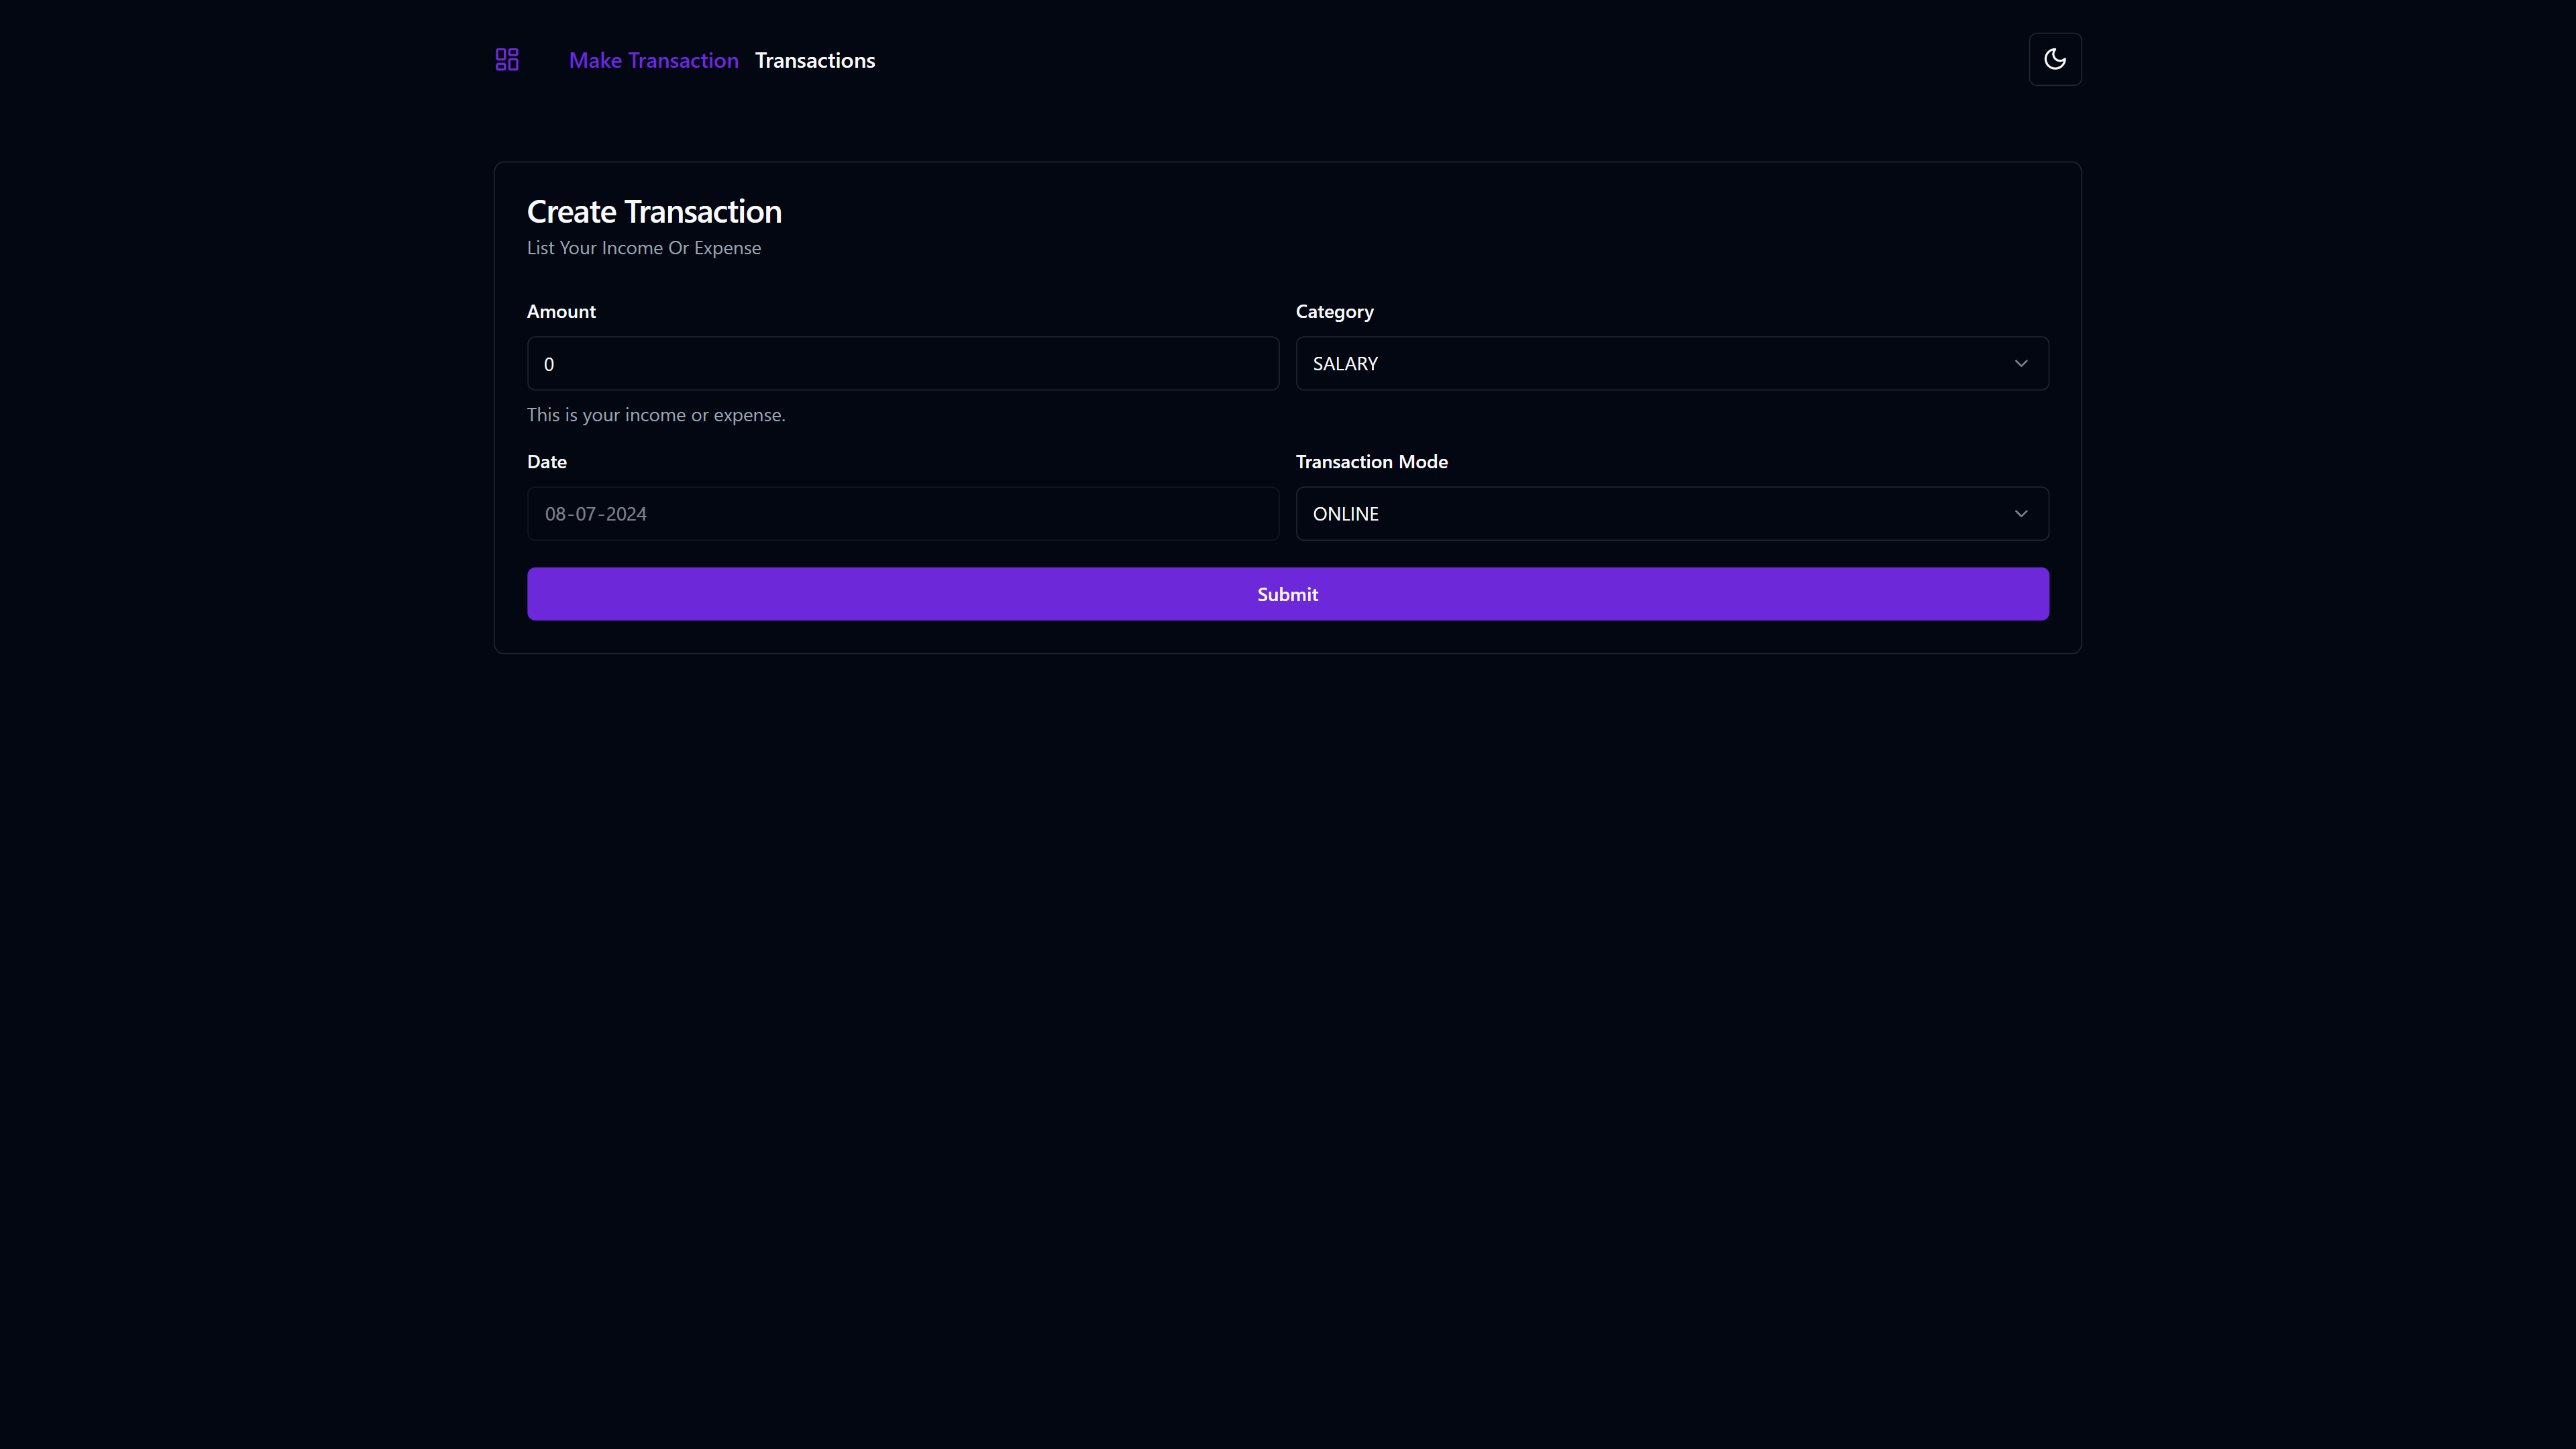 Make Transaction Transactions
Create Transaction
List Your Income Or Expense
Amount
Category
0
SALARY
This is your income or expense.
Date
Transaction Mode
08-07-2024
ONLINE
Submit